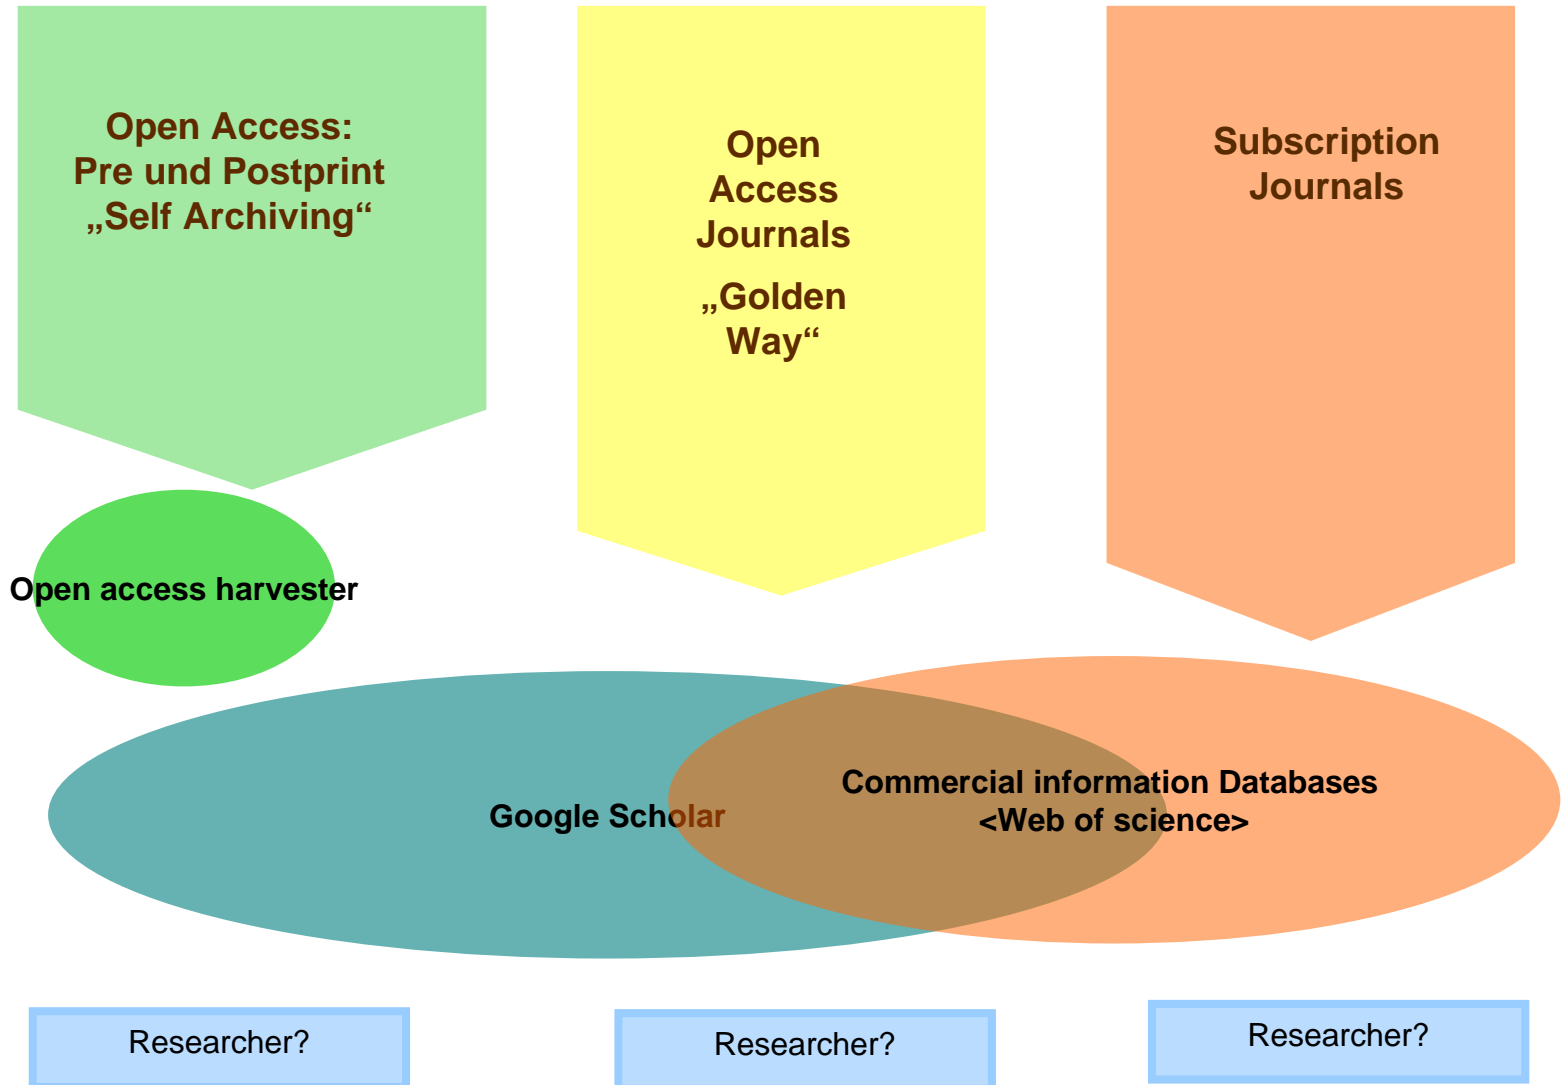 Open Access:
Pre und Postprint
„Self Archiving“
Open
Access
Journals
„Golden
Way“
Subscription
Journals
Open access harvester
Google Scholar
Commercial information Databases
<Web of science>
Researcher?
Researcher?
Researcher?